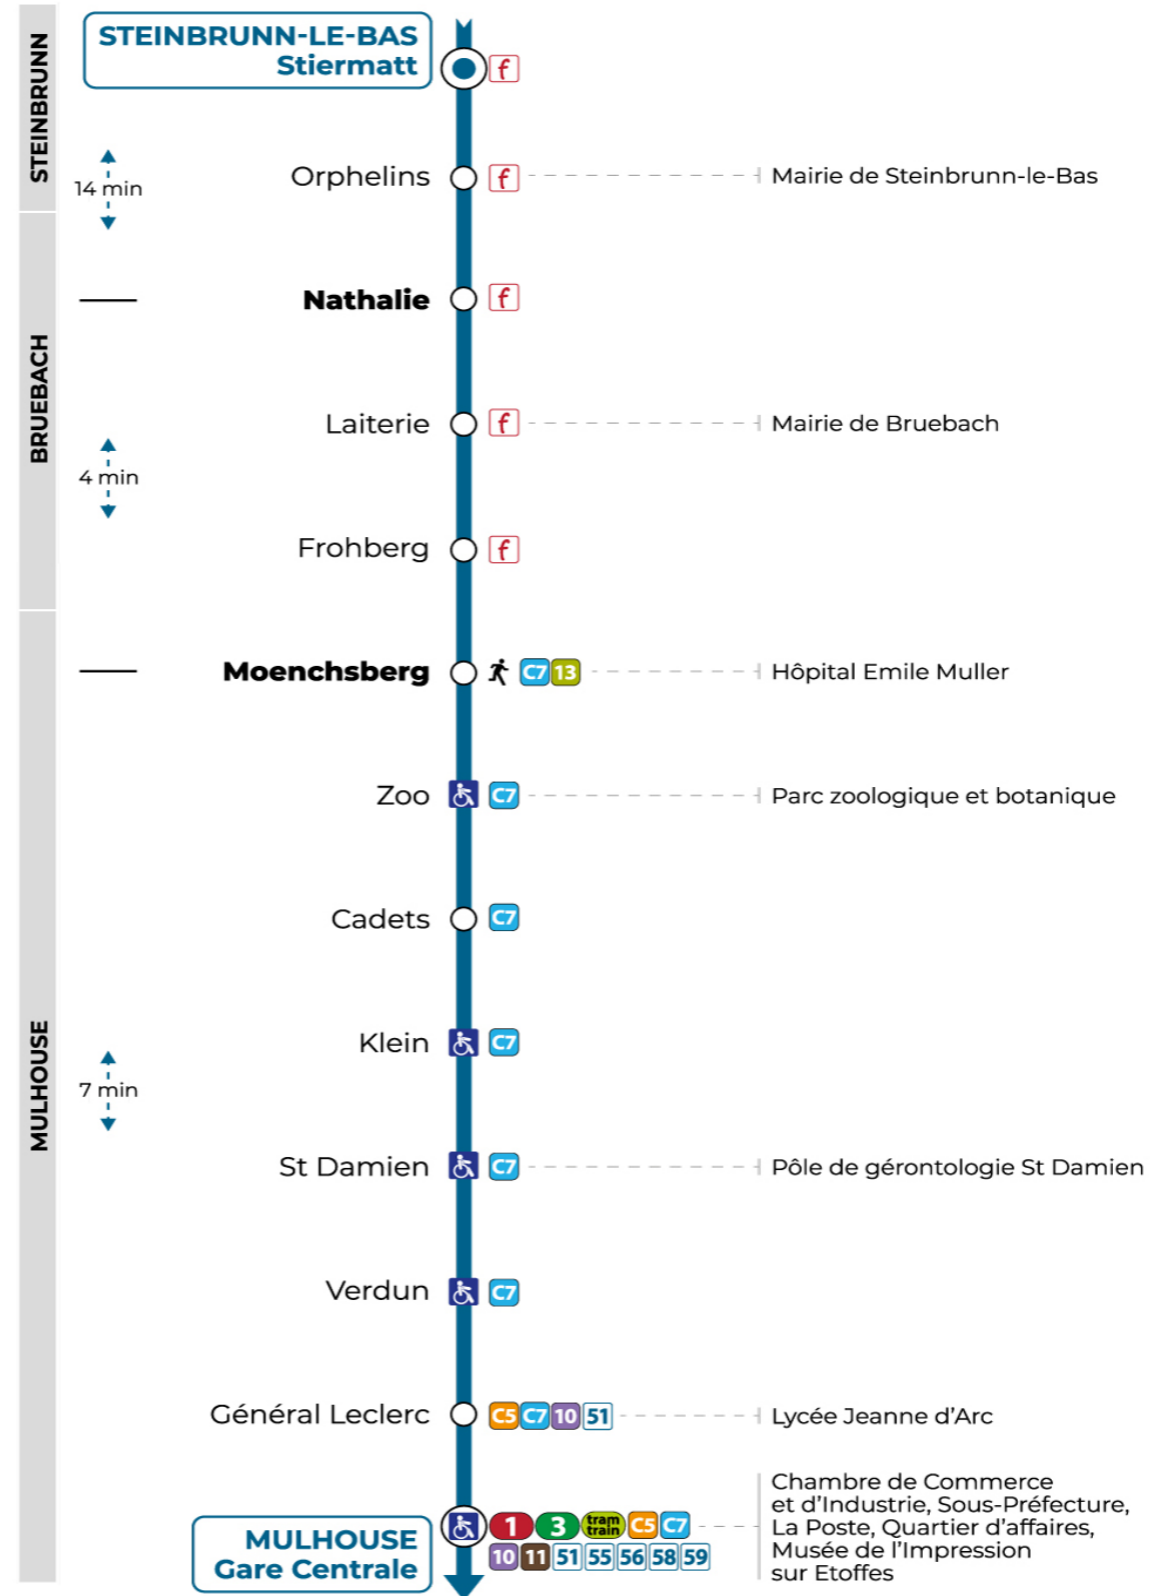 STEINBRUNN
STEINBRUNN-LE-BAS
Stiermatt
f
14 min
Orphelins
f
Mairie de Steinbrunn-le-Bas
BRUEBACH
Nathalie
f
Laiterie
f
Mairie de Bruebach
4 min
Frohberg
f
MULHOUSE
Moenchsberg
C7 13
Hôpital Emile Muller
Zoo
C7
Parc zoologique et botanique
Cadets
C7
Klein
C7
7 min
St Damien
C7
Pôle de gérontologie St Damien
Verdun
C7
Général Leclerc
C5 C7 10 51
Lycée Jeanne d’Arc
MULHOUSE
Gare Centrale
1 3 tram train C5 C7
10 11 51 55 56 58 59
Chambre de Commerce
et d’Industrie, Sous-Préfecture,
La Poste, Quartier d’affaires,
Musée de l’Impression
sur Etoffes